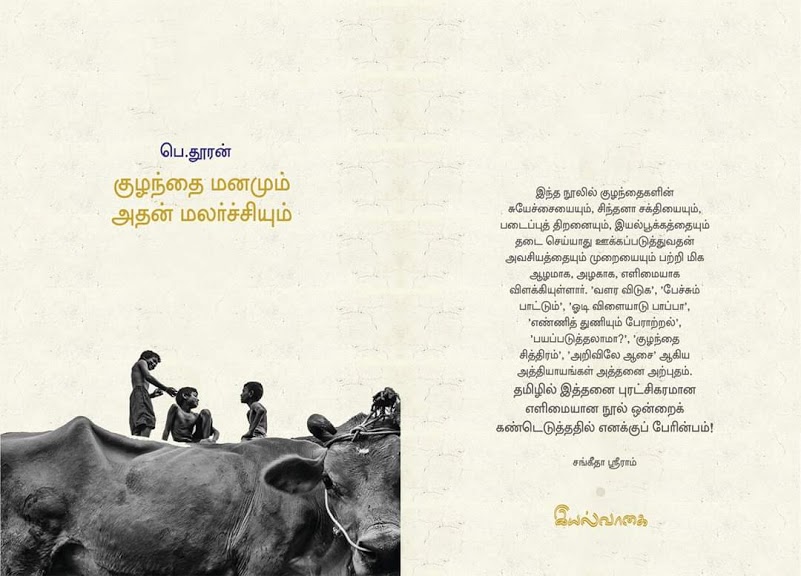 பெ.தூரன்
குழந்தை மனமும்
அதன் மலர்ச்சியும்
இந்த நூலில் குழந்தைகளின்
சுயேச்சையையும், சிந்தனா சக்தியையும்,
படைப்புத் திறனையும், இயல்பூக்கத்தையும்
தடை செய்யாது ஊக்கப்படுத்துவதன்
அவசியத்தையும் முறையையும் பற்றி மிக
ஆழமாக, அழகாக, எளிமையாக
விளக்கியுள்ளார். 'வளர விடுக', 'பேச்சும்
பாட்டும்', 'ஓடி விளையாடு பாப்பா',
'எண்ணித் துணியும் பேராற்றல்',
'பயப்படுத்தலாமா?', 'குழந்தை
சித்திரம்', 'அறிவிலே ஆசை' ஆகிய
அத்தியாயங்கள் அத்தனை அற்புதம்.
தமிழில் இத்தனை புரட்சிகரமான
எளிமையான நூல் ஒன்றைக்
கண்டெடுத்ததில் எனக்குப் பேரின்பம்!
சங்கீதா ஸ்ரீராம்
இயல்வாகை